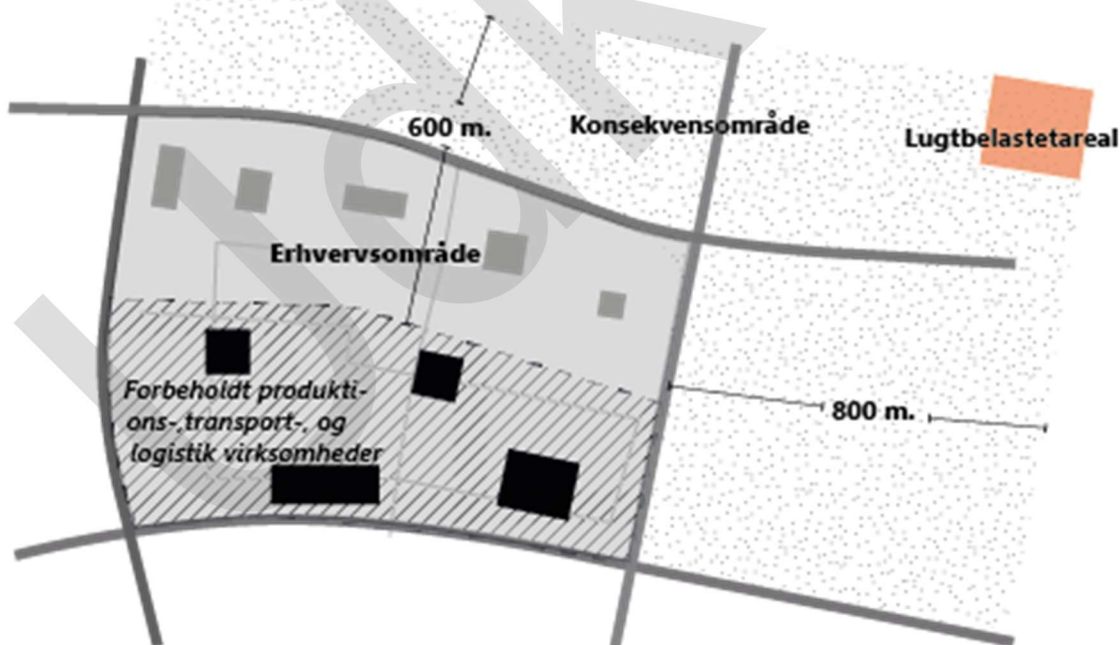 600 m.
Konsekvensområde
Lugtbelastetareal
Erhvervsområde
Forbeholdt produkti-
ons-,transport-, og
logistik virksomheder
800 m.